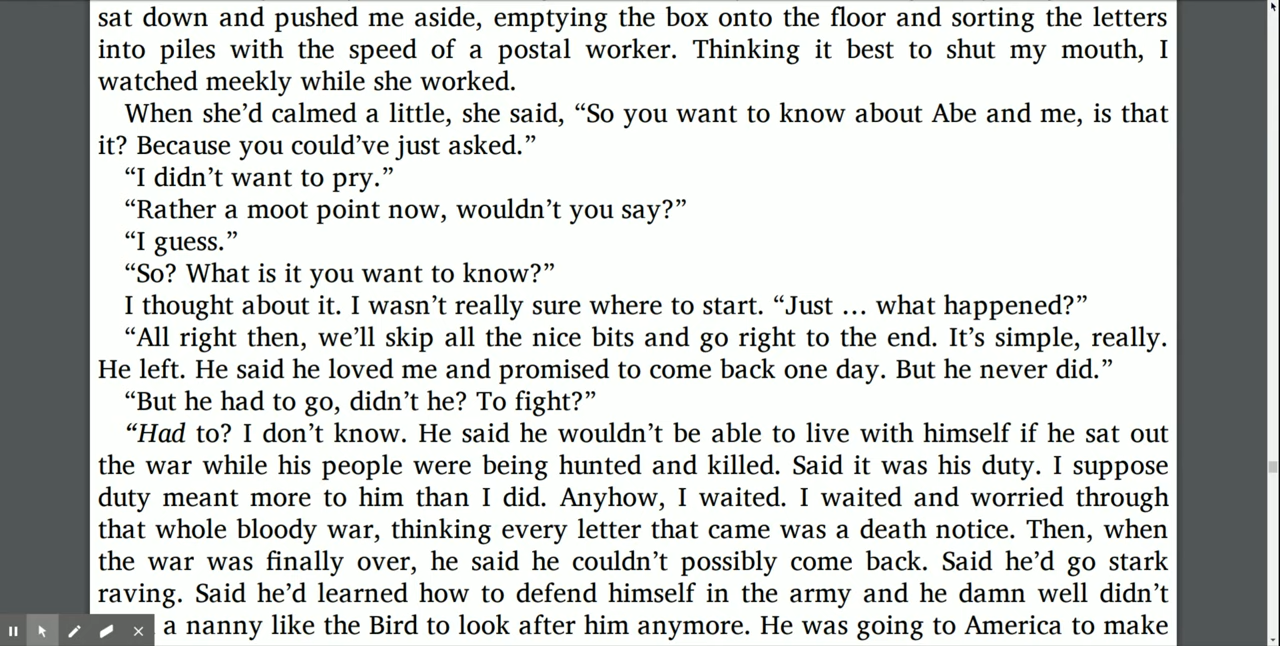 sat down and pushed me aside, emptying the box onto the floor and sorting the letters
into piles with the speed of a postal worker. Thinking it best to shut my mouth, I
watched meekly while she worked.
When she’d calmed a little, she said, “So you want to know about Abe and me, is that
it? Because you could’ve just asked.”
“I didn’t want to pry.”
“Rather a moot point now, wouldn’t you say?”
“I guess.”
“So? What is it you want to know?”
I thought about it. I wasn’t really sure where to start. “Just … what happened?”
“All right then, we’ll skip all the nice bits and go right to the end. It’s simple, really.
He left. He said he loved me and promised to come back one day. But he never did.”
“But he had to go, didn’t he? To fight?”
“Had to? I don’t know. He said he wouldn’t be able to live with himself if he sat out
the war while his people were being hunted and killed. Said it was his duty. I suppose
duty meant more to him than I did. Anyhow, I waited. I waited and worried through
that whole bloody war, thinking every letter that came was a death notice. Then, when
the war was finally over, he said he couldn’t possibly come back. Said he’d go stark
raving. Said he’d learned how to defend himself in the army and he damn well didn’t
a nanny like the Bird to look after him anymore. He was going to America to make